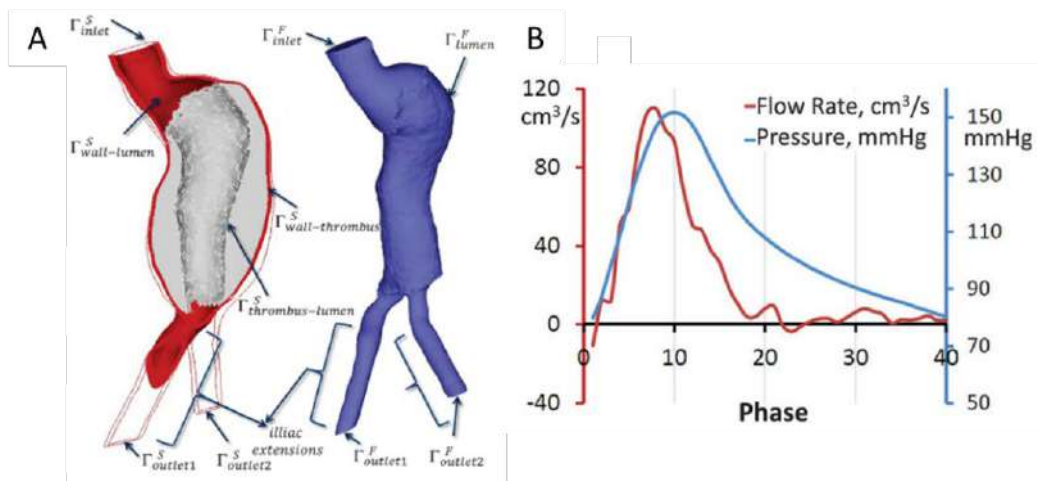 A
Γ^S_inlet
Γ^F_inlet
Γ^F_lumen
Γ^S_wall−lumen
Γ^S_wall−thrombus
Γ^S_thrombus−lumen
illiac
extensions
Γ^S_outlet1
Γ^S_outlet2
Γ^F_outlet1
Γ^F_outlet2
B
120
cm³/s
80
40
0
-40
Flow Rate, cm³/s
Pressure, mmHg
150
mmHg
130
110
90
70
50
0
10
20
30
40
Phase